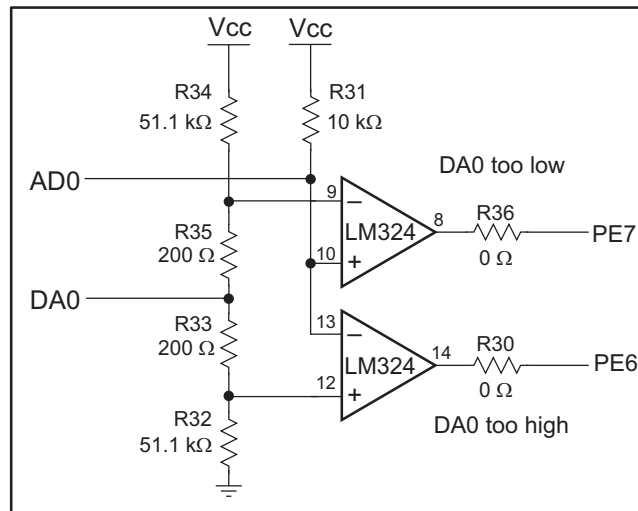 Vcc Vcc
R34 R31
51.1 kΩ 10 kΩ
DA0 too low
AD0
9 − 8 R36
LM324 PE7
R35 10 + 0 Ω
200 Ω
DA0
R33 13 − 14 R30
200 Ω LM324 PE6
12 + 0 Ω
R32
51.1 kΩ DA0 too high